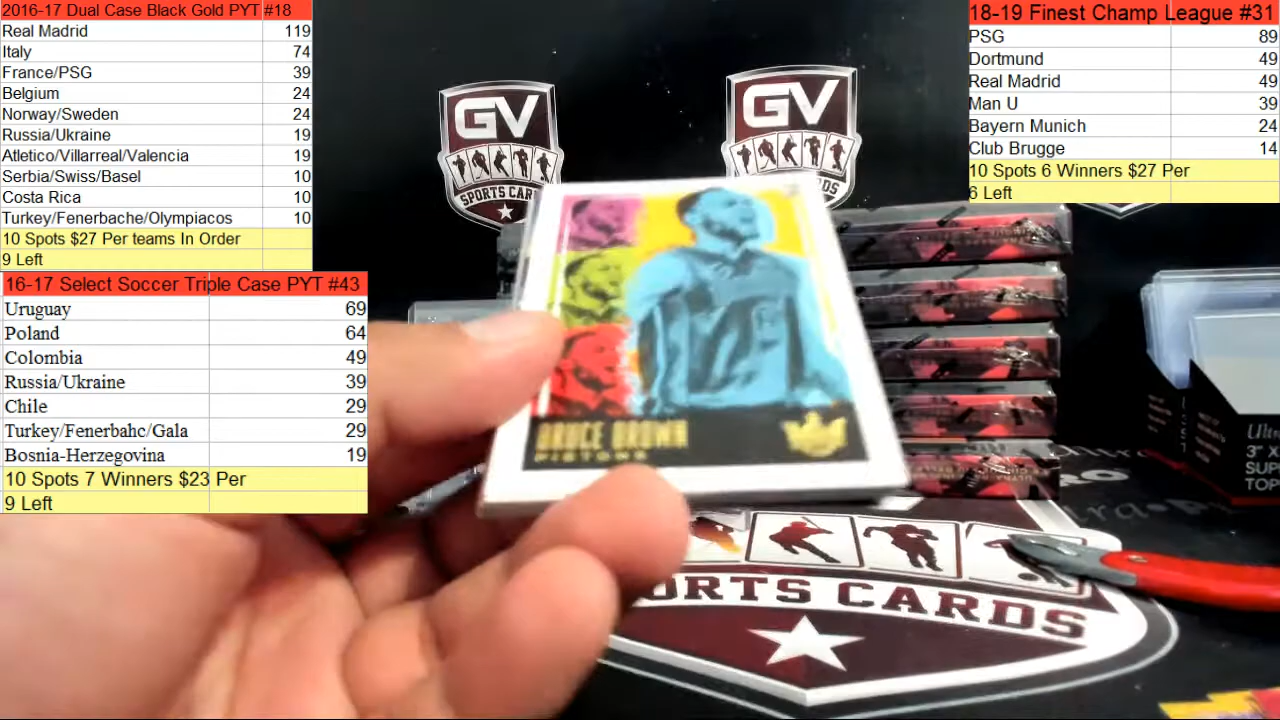 2016-17 Dual Case Black Gold PYT #18
Real Madrid 119
Italy 74
France/PSG 39
Belgium 24
Norway/Sweden 24
Russia/Ukraine 19
Atletico/Villarreal/Valencia 19
Serbia/Swiss/Basel 10
Costa Rica 10
Turkey/Fenerbache/Olympiacos 10
10 Spots $27 Per teams In Order
9 Left
16-17 Select Soccer Triple Case PYT #43
Uruguay 69
Poland 64
Colombia 49
Russia/Ukraine 39
Chile 29
Turkey/Fenerbahc/Gala 29
Bosnia-Herzegovina 19
10 Spots 7 Winners $23 Per
9 Left
18-19 Finest Champ League #31
PSG 89
Dortmund 49
Real Madrid 49
Man U 39
Bayern Munich 24
Club Brugge 14
10 Spots 6 Winners $27 Per
6 Left
GV
SPORTS CARDS
GV
BRUCE BROWN
PISTONS
Ultra
3" X
SUP
TOP
ORTS CARDS